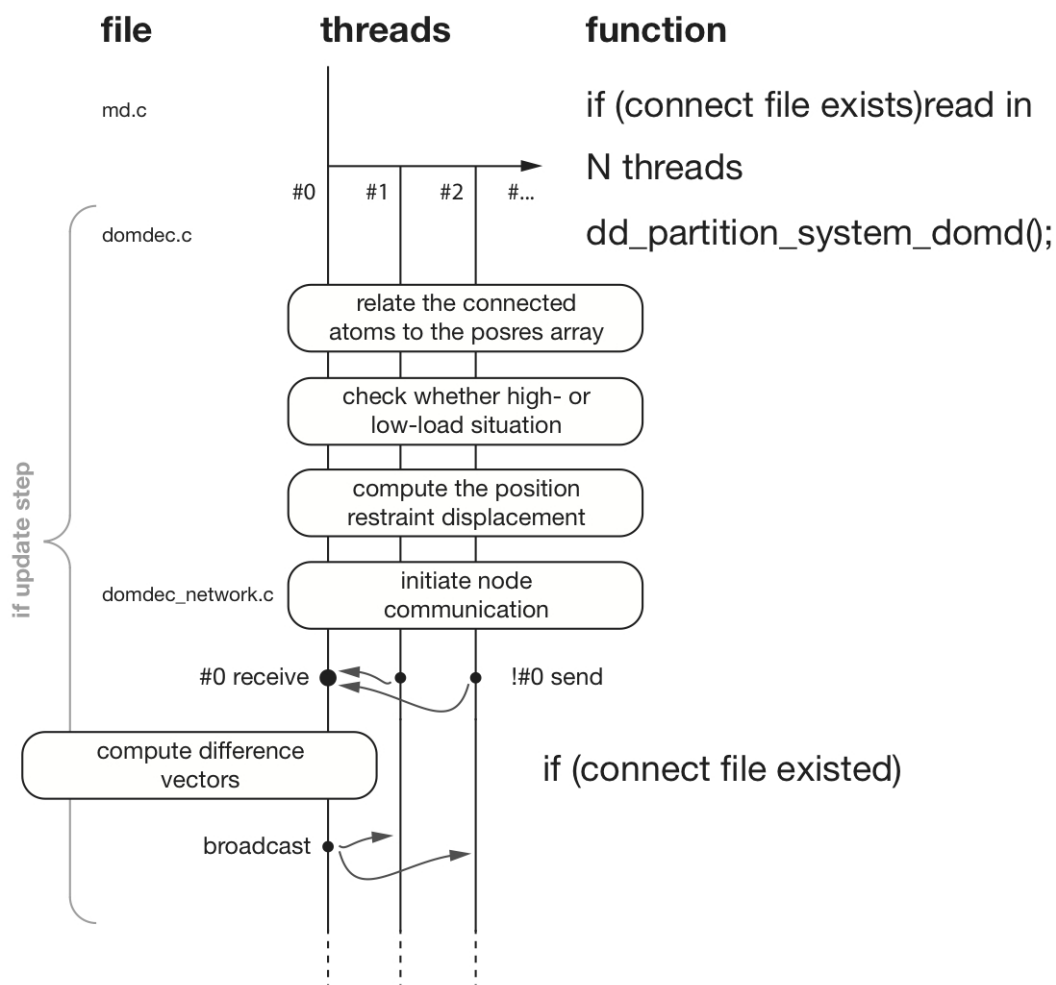 file threads function
md.c
if (connect file exists)read in
N threads
#0 #1 #2 #...
domdec.c
dd_partition_system_domd();
relate the connected
atoms to the posres array
check whether high- or
low-load situation
compute the position
restraint displacement
if update step
domdec_network.c
initiate node
communication
#0 receive
!#0 send
compute difference
vectors
if (connect file existed)
broadcast